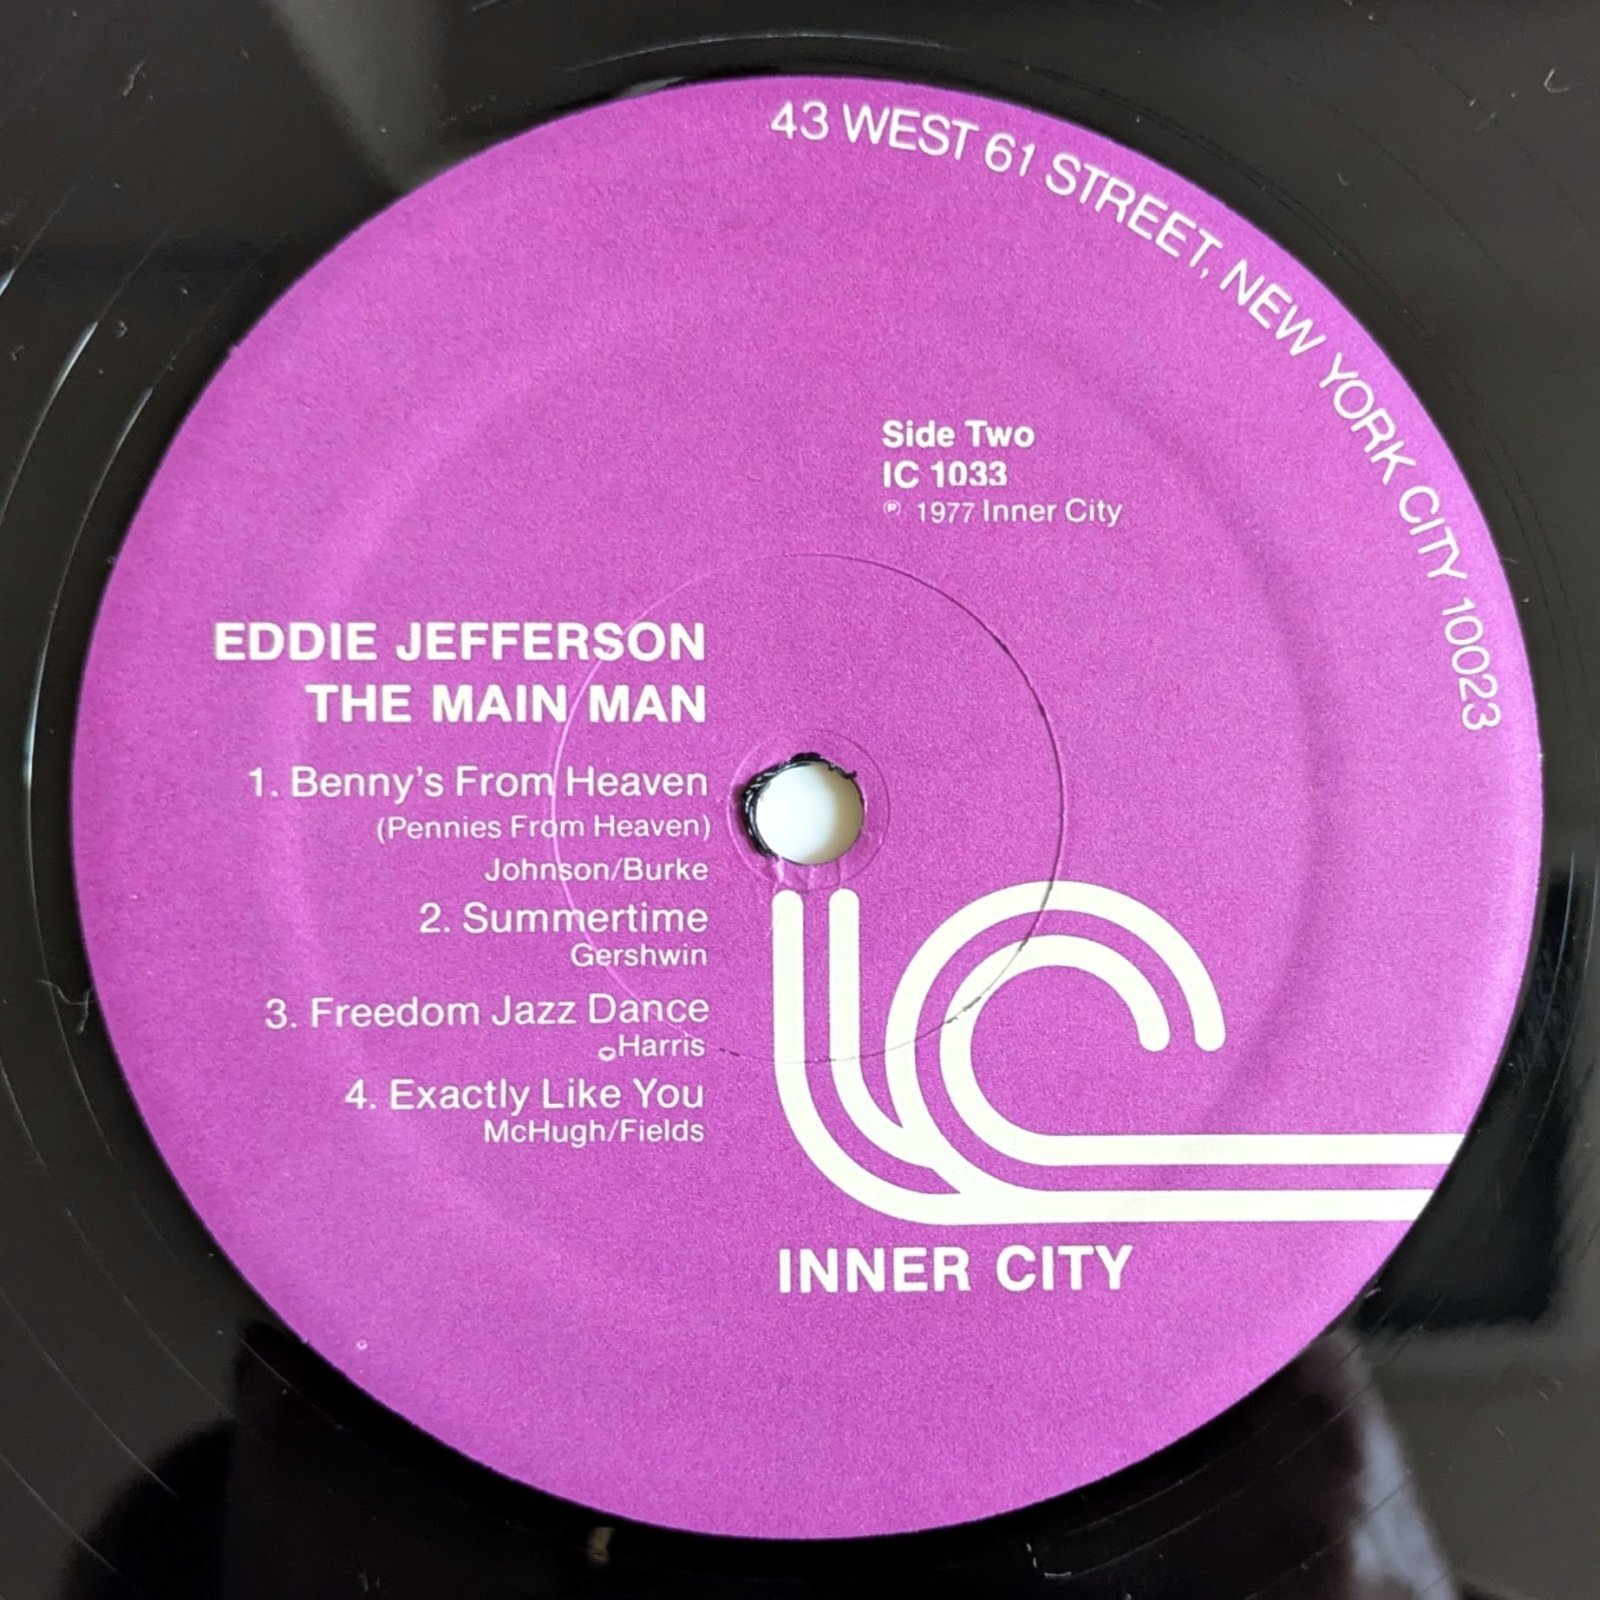 43 WEST 61 STREET, NEW YORK CITY 10023
Side Two
IC 1033
℗ 1977 Inner City
EDDIE JEFFERSON
THE MAIN MAN
1. Benny's From Heaven
(Pennies From Heaven)
Johnson/Burke
2. Summertime
Gershwin
3. Freedom Jazz Dance
Harris
4. Exactly Like You
McHugh/Fields
ic
INNER CITY